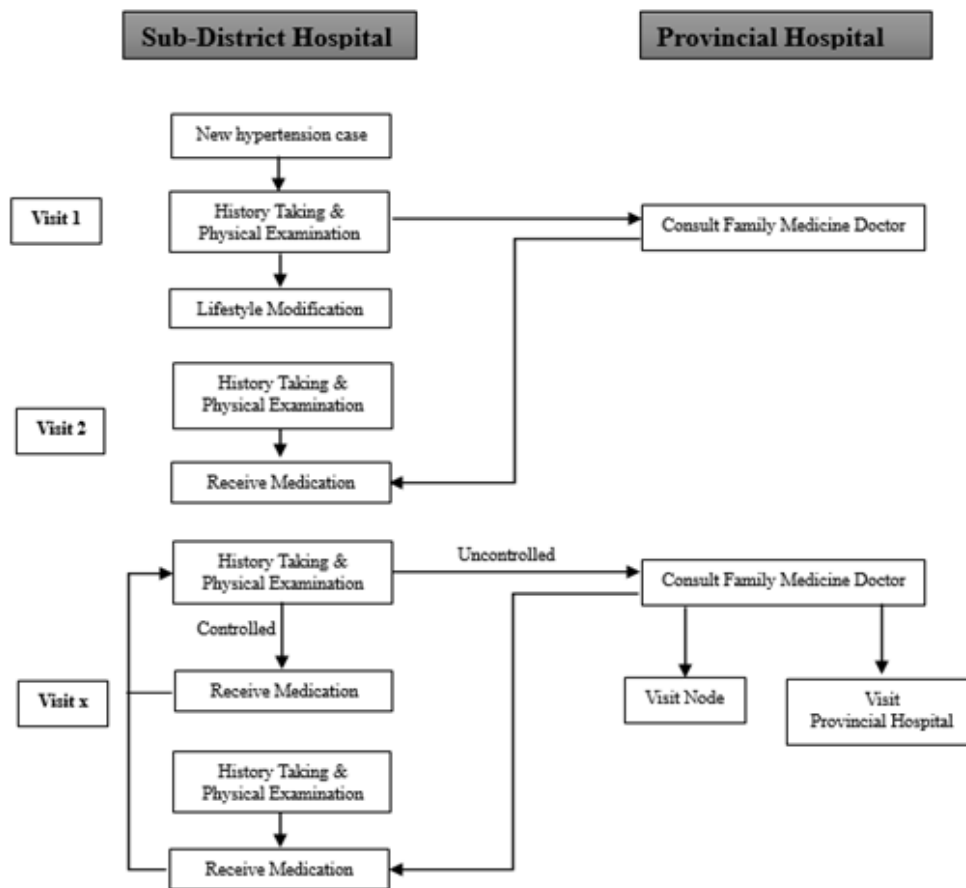 Sub-District Hospital
Provincial Hospital
New hypertension case
Visit 1
History Taking &
Physical Examination
Consult Family Medicine Doctor
Lifestyle Modification
Visit 2
History Taking &
Physical Examination
Receive Medication
History Taking &
Physical Examination
Uncontrolled
Consult Family Medicine Doctor
Controlled
Visit x
Receive Medication
Visit Node
Visit
Provincial Hospital
History Taking &
Physical Examination
Receive Medication